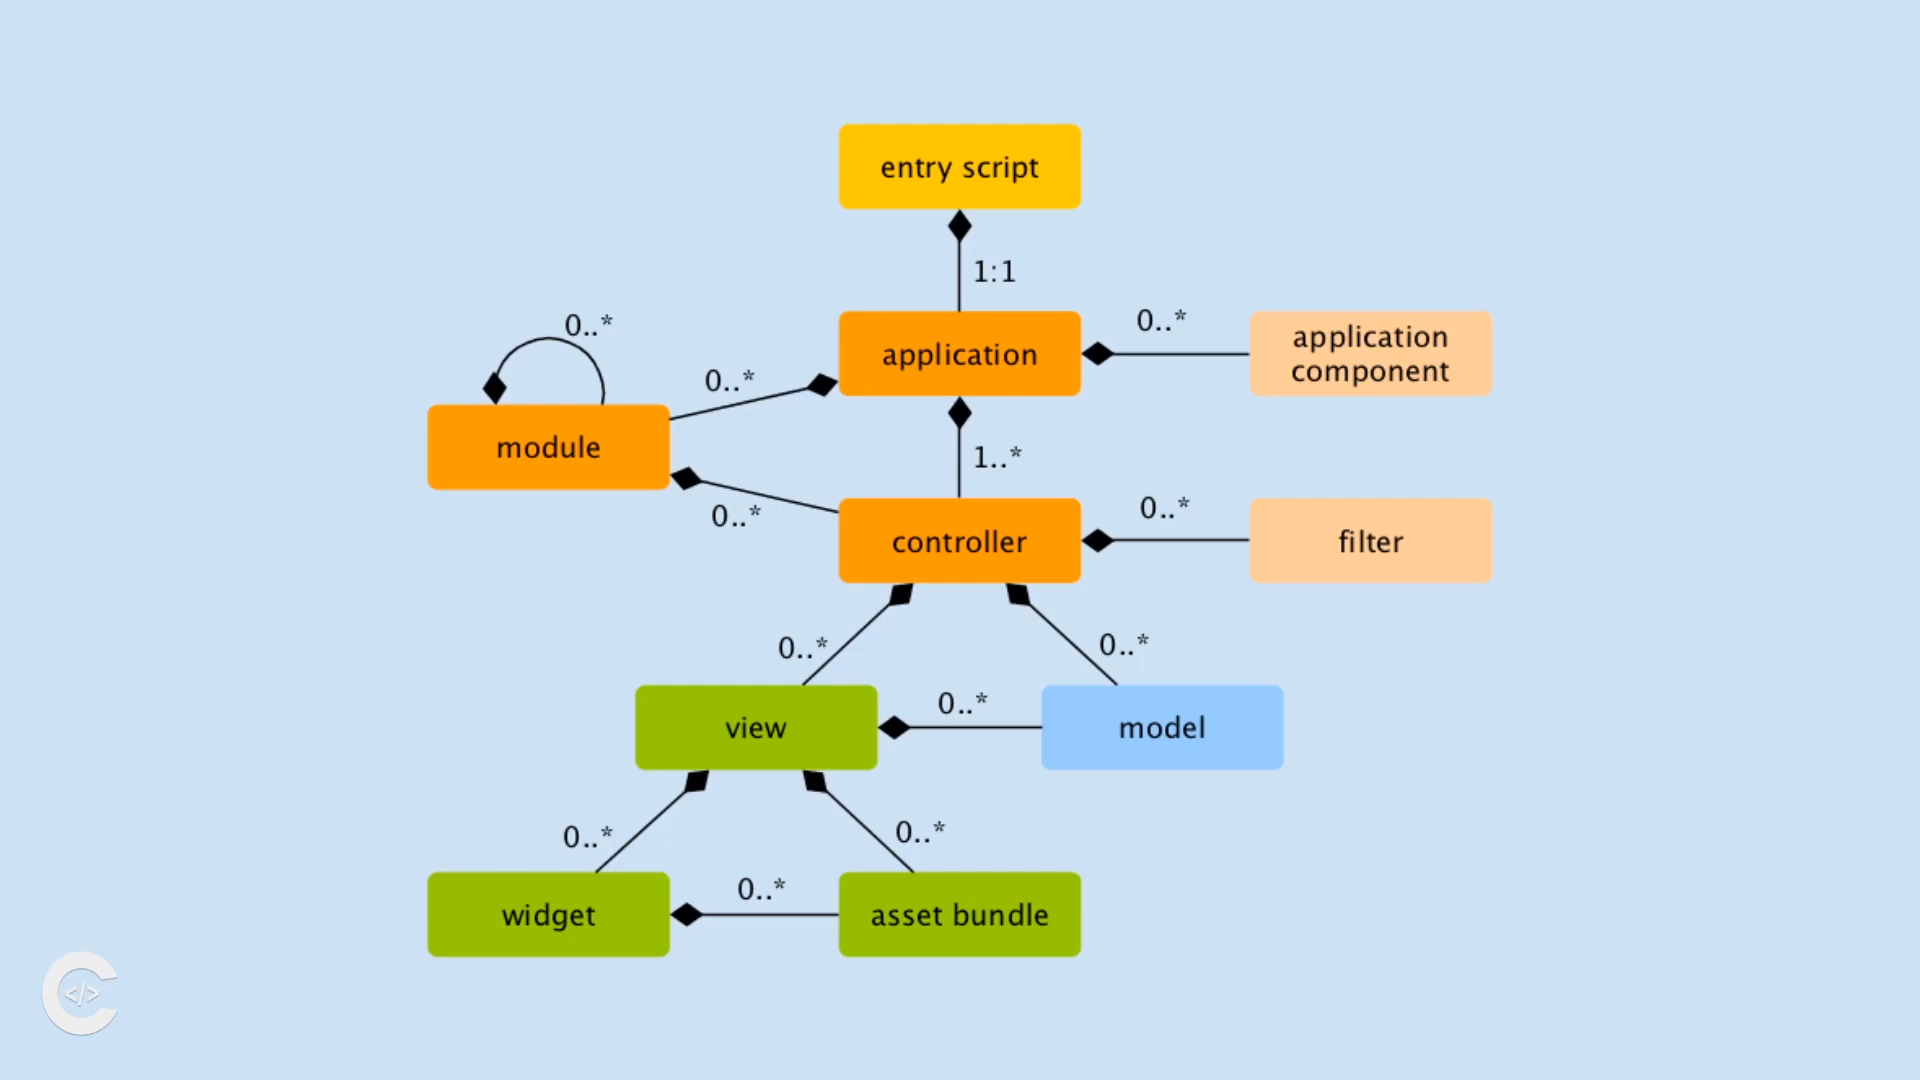 entry script
1:1
application
0..*
application
component
0..*
0..*
module
1..*
0..*
controller
0..*
filter
0..*
0..*
view
0..*
model
0..*
0..*
widget
0..*
asset bundle
</>